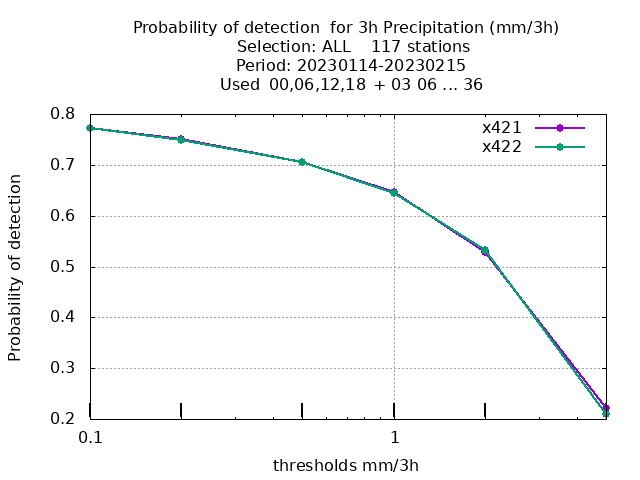 Probability of detection  for 3h Precipitation (mm/3h)
Selection: ALL    117 stations
Period: 20230114-20230215
Used  00,06,12,18  + 03 06 ... 36
x421
x422
0.8
0.7
0.6
0.5
0.4
0.3
0.2
Probability of detection
0.1 1
thresholds mm/3h